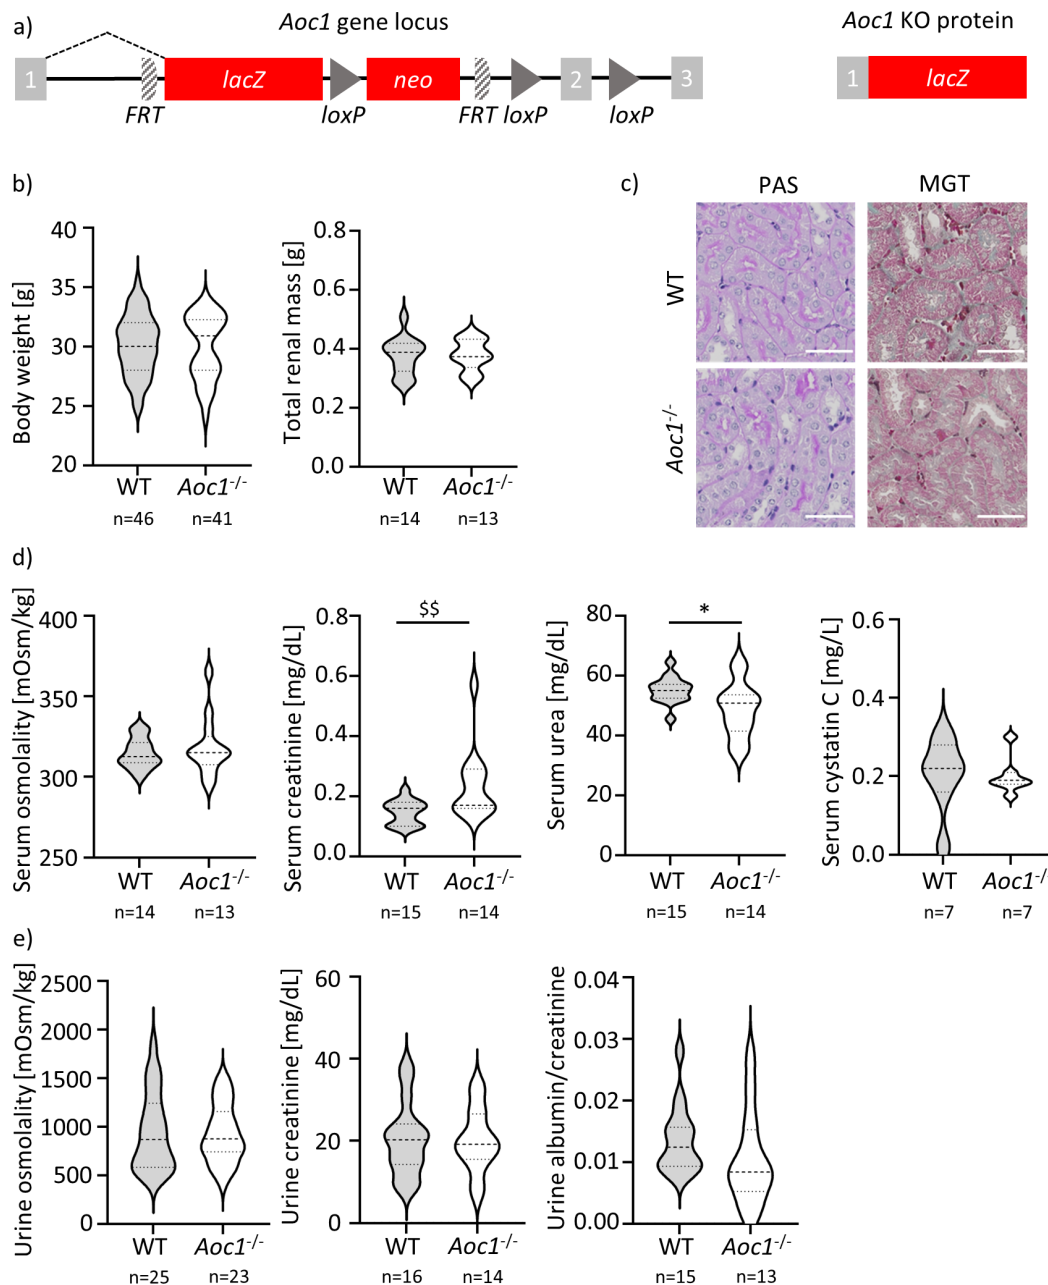 a)
Aoc1 gene locus
Aoc1 KO protein
1
lacZ
neo
2
3
1
lacZ
FRT
loxP
FRT loxP
loxP
b)
Body weight [g]
40
35
30
25
20
WT
Aoc1-/-
n=46
n=41
Total renal mass [g]
0.8
0.6
0.4
0.2
0.0
WT
Aoc1-/-
n=14
n=13
c)
PAS
MGT
WT
Aoc1-/-
d)
Serum osmolality [mOsm/kg]
400
350
300
250
WT
Aoc1-/-
n=14
n=13
Serum creatinine [mg/dL]
0.8
0.6
0.4
0.2
0.0
$$
WT
Aoc1-/-
n=15
n=14
Serum urea [mg/dL]
80
60
40
20
0
*
WT
Aoc1-/-
n=15
n=14
Serum cystatin C [mg/L]
0.6
0.4
0.2
0.0
WT
Aoc1-/-
n=7
n=7
e)
Urine osmolality [mOsm/kg]
2500
2000
1500
1000
500
0
WT
Aoc1-/-
n=25
n=23
Urine creatinine [mg/dL]
60
40
20
0
WT
Aoc1-/-
n=16
n=14
Urine albumin/creatinine
0.04
0.03
0.02
0.01
0.00
WT
Aoc1-/-
n=15
n=13